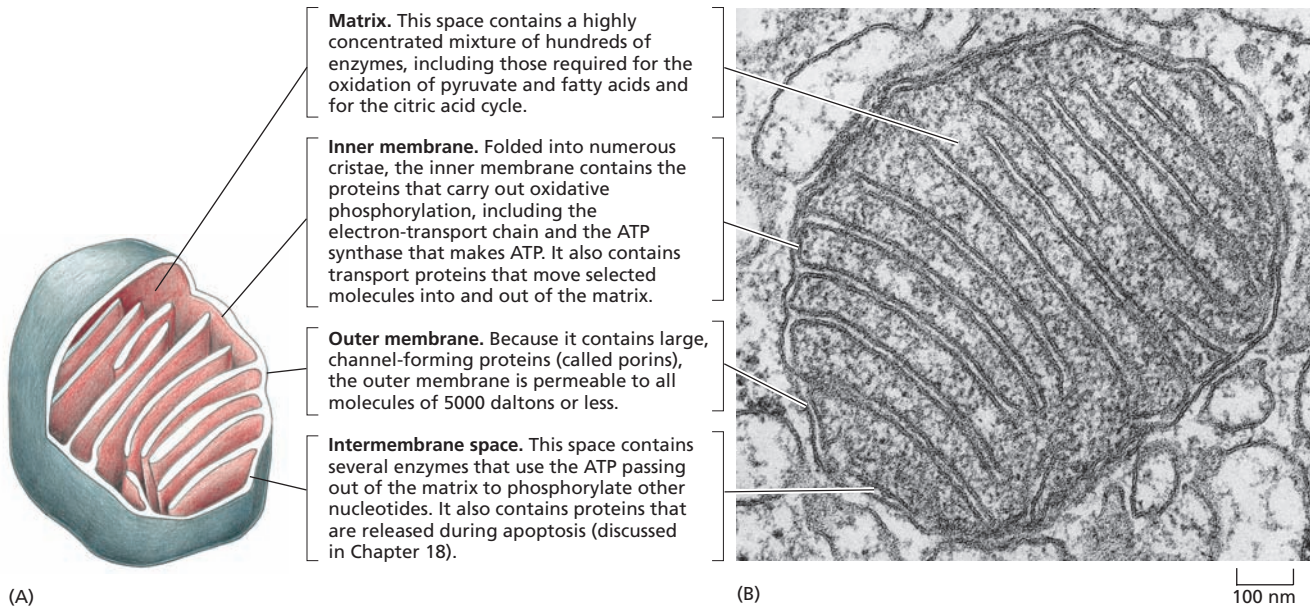 Matrix. This space contains a highly
concentrated mixture of hundreds of
enzymes, including those required for the
oxidation of pyruvate and fatty acids and
for the citric acid cycle.
Inner membrane. Folded into numerous
cristae, the inner membrane contains the
proteins that carry out oxidative
phosphorylation, including the
electron-transport chain and the ATP
synthase that makes ATP. It also contains
transport proteins that move selected
molecules into and out of the matrix.
Outer membrane. Because it contains large,
channel-forming proteins (called porins),
the outer membrane is permeable to all
molecules of 5000 daltons or less.
Intermembrane space. This space contains
several enzymes that use the ATP passing
out of the matrix to phosphorylate other
nucleotides. It also contains proteins that
are released during apoptosis (discussed
in Chapter 18).
(A)
(B)
100 nm